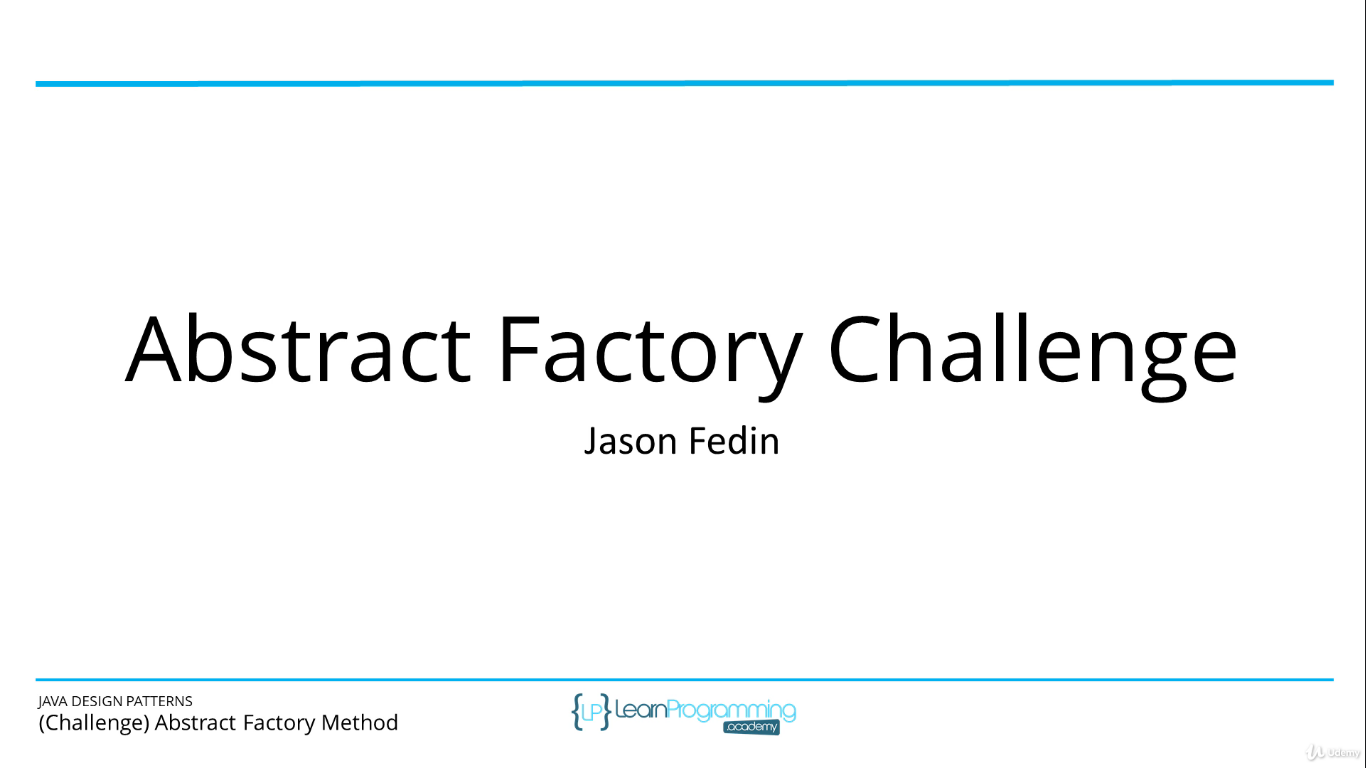 Abstract Factory Challenge
Jason Fedin
JAVA DESIGN PATTERNS
(Challenge) Abstract Factory Method
{LP} LearnProgramming
.academy
Udemy